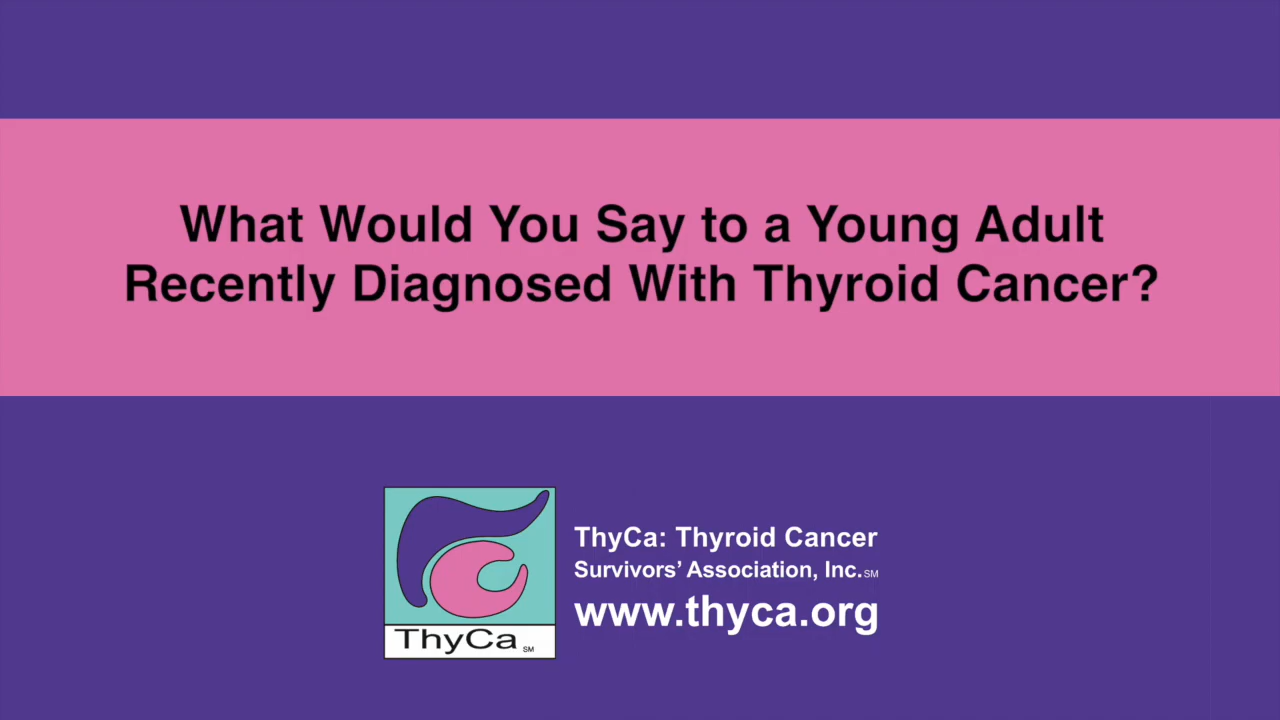 What Would You Say to a Young Adult
Recently Diagnosed With Thyroid Cancer?
ThyCa: Thyroid Cancer
Survivors’ Association, Inc.SM
www.thyca.org
ThyCa SM